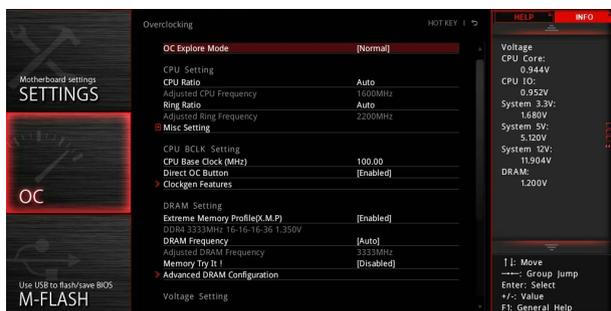 Overclocking
HOT KEY |
HELP
INFO
Motherboard settings
SETTINGS
OC
Use USB to flash/save BIOS
M-FLASH
OC Explore Mode [Normal]
CPU Setting
CPU Ratio Auto
Adjusted CPU Frequency 1600MHz
Ring Ratio Auto
Adjusted Ring Frequency 2200MHz
Misc Setting
CPU BCLK Setting
CPU Base Clock (MHz) 100.00
Direct OC Button [Enabled]
Clockgen Features
DRAM Setting
Extreme Memory Profile(X.M.P) [Enabled]
DDR4 3333MHz 16-16-16-36 1.350V
DRAM Frequency [Auto]
Adjusted DRAM Frequency 3333MHz
Memory Try It ! [Disabled]
Advanced DRAM Configuration
Voltage Setting
Voltage
CPU Core:
0.944V
CPU IO:
0.952V
System 3.3V:
1.680V
System 5V:
5.120V
System 12V:
11.904V
DRAM:
1.200V
↑↓: Move
→←: Group Jump
Enter: Select
+/-: Value
F1: General Help